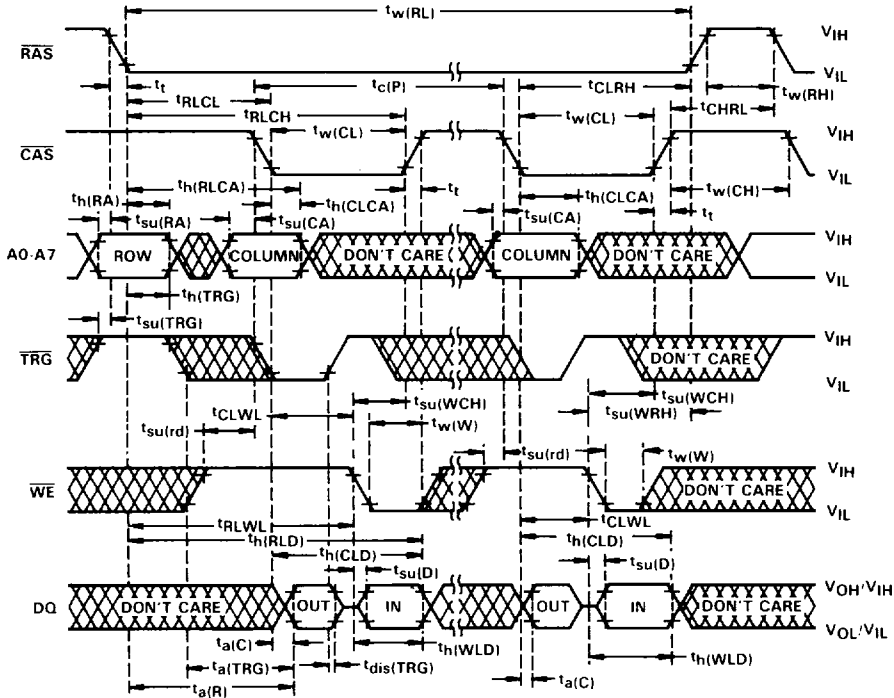 tw(RL)
RAS
VIH
VIL
tt
tc(P)
tCLRH
tw(RH)
tRLCL
tCHRL
tRLCH
tw(CL)
tw(CL)
CAS
VIH
VIL
th(RLCA)
tt
tw(CH)
th(RA)
th(CLCA)
th(CLCA)
tsu(RA)
tsu(CA)
tsu(CA)
tt
A0-A7
ROW
COLUMN
DON'T CARE
COLUMN
DON'T CARE
VIH
VIL
th(TRG)
tsu(TRG)
TRG
DON'T CARE
VIH
VIL
tCLWL
tsu(WCH)
tsu(WCH)
tsu(WRH)
tsu(rd)
tw(W)
tsu(rd)
tw(W)
WE
DON'T CARE
VIH
VIL
tRLWL
tCLWL
th(RLD)
th(CLD)
th(CLD)
tsu(D)
tsu(D)
DQ
DON'T CARE
OUT
IN
OUT
IN
DON'T CARE
VOH/VIH
VOL/VIL
ta(C)
th(WLD)
th(WLD)
ta(TRG)
tdis(TRG)
ta(C)
ta(R)